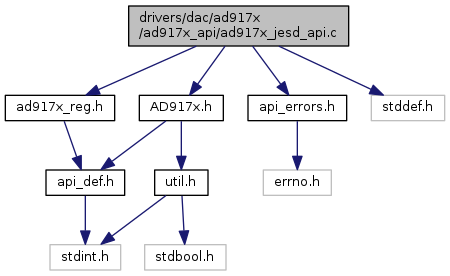 drivers/dac/ad917x
/ad917x_api/ad917x_jesd_api.c
ad917x_reg.h
AD917x.h
api_errors.h
stddef.h
api_def.h
util.h
errno.h
stdint.h
stdbool.h